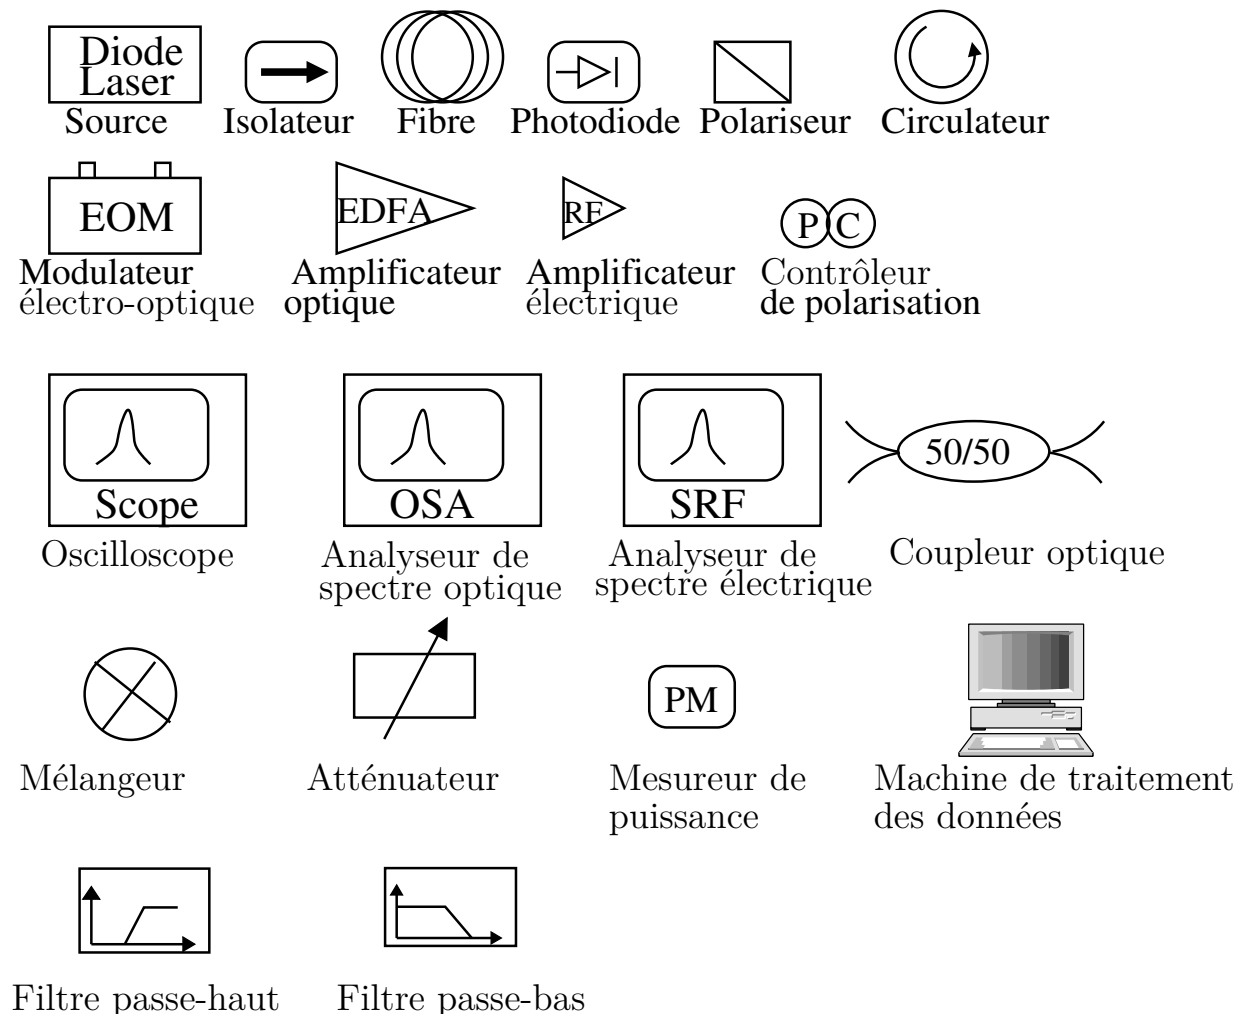 Diode
Laser
Source
Isolateur
Fibre
Photodiode
Polariseur
Circulateur
EOM
EDFA
RF
P C
Modulateur
électro-optique
Amplificateur
optique
Amplificateur
électrique
Contrôleur
de polarisation
Scope
OSA
SRF
50/50
Oscilloscope
Analyseur de
spectre optique
Analyseur de
spectre électrique
Coupleur optique
PM
Mélangeur
Atténuateur
Mesureur de
puissance
Machine de traitement
des données
Filtre passe-haut
Filtre passe-bas